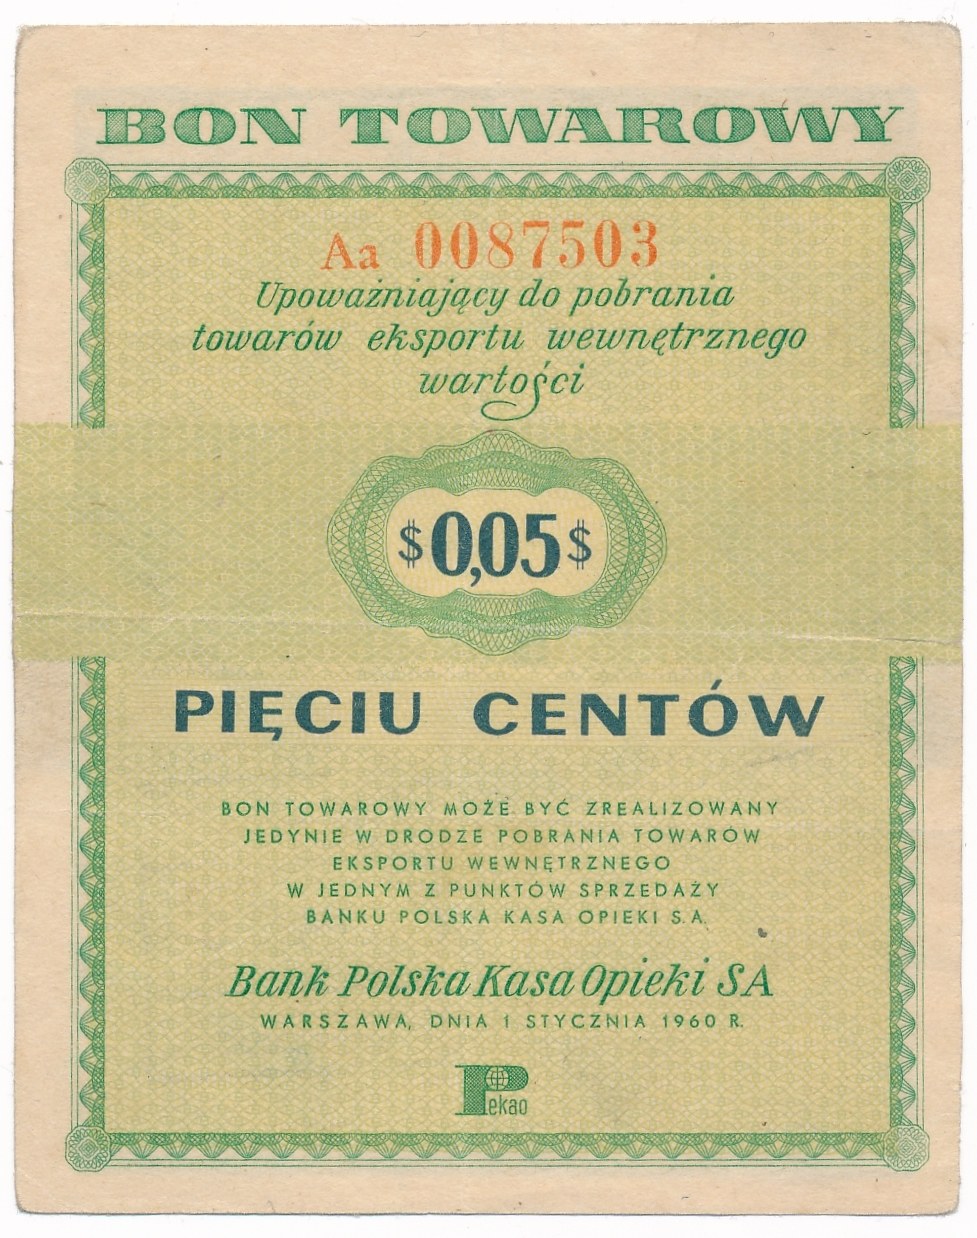 BON TOWAROWY
Aa 0087503
Upoważniający do pobrania
towarów eksportu wewnętrznego
wartości
$0,05$
PIĘCIU CENTÓW
BON TOWAROWY MOŻE BYĆ ZREALIZOWANY
JEDYNIE W DRODZE POBRANIA TOWARÓW
EKSPORTU WEWNĘTRZNEGO
W JEDNYM Z PUNKTÓW SPRZEDAŻY
BANKU POLSKA KASA OPIEKI S.A.
Bank Polska Kasa Opieki SA
WARSZAWA, DNIA 1 STYCZNIA 1960 R.
Pekao